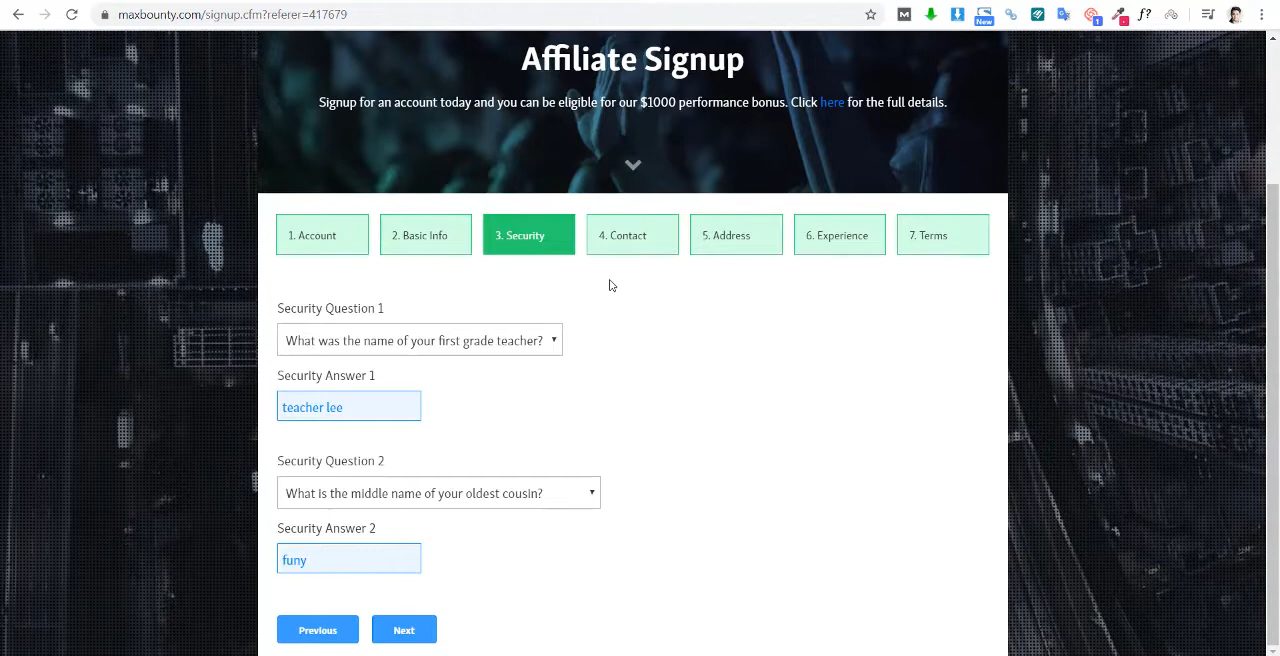 maxbounty.com/signup.cfm?referer=417679
New
1
f?
Affiliate Signup
Signup for an account today and you can be eligible for our $1000 performance bonus. Click here for the full details.
1. Account
2. Basic Info
3. Security
4. Contact
5. Address
6. Experience
7. Terms
Security Question 1
What was the name of your first grade teacher?
Security Answer 1
teacher lee
Security Question 2
What is the middle name of your oldest cousin?
Security Answer 2
funy
Previous
Next